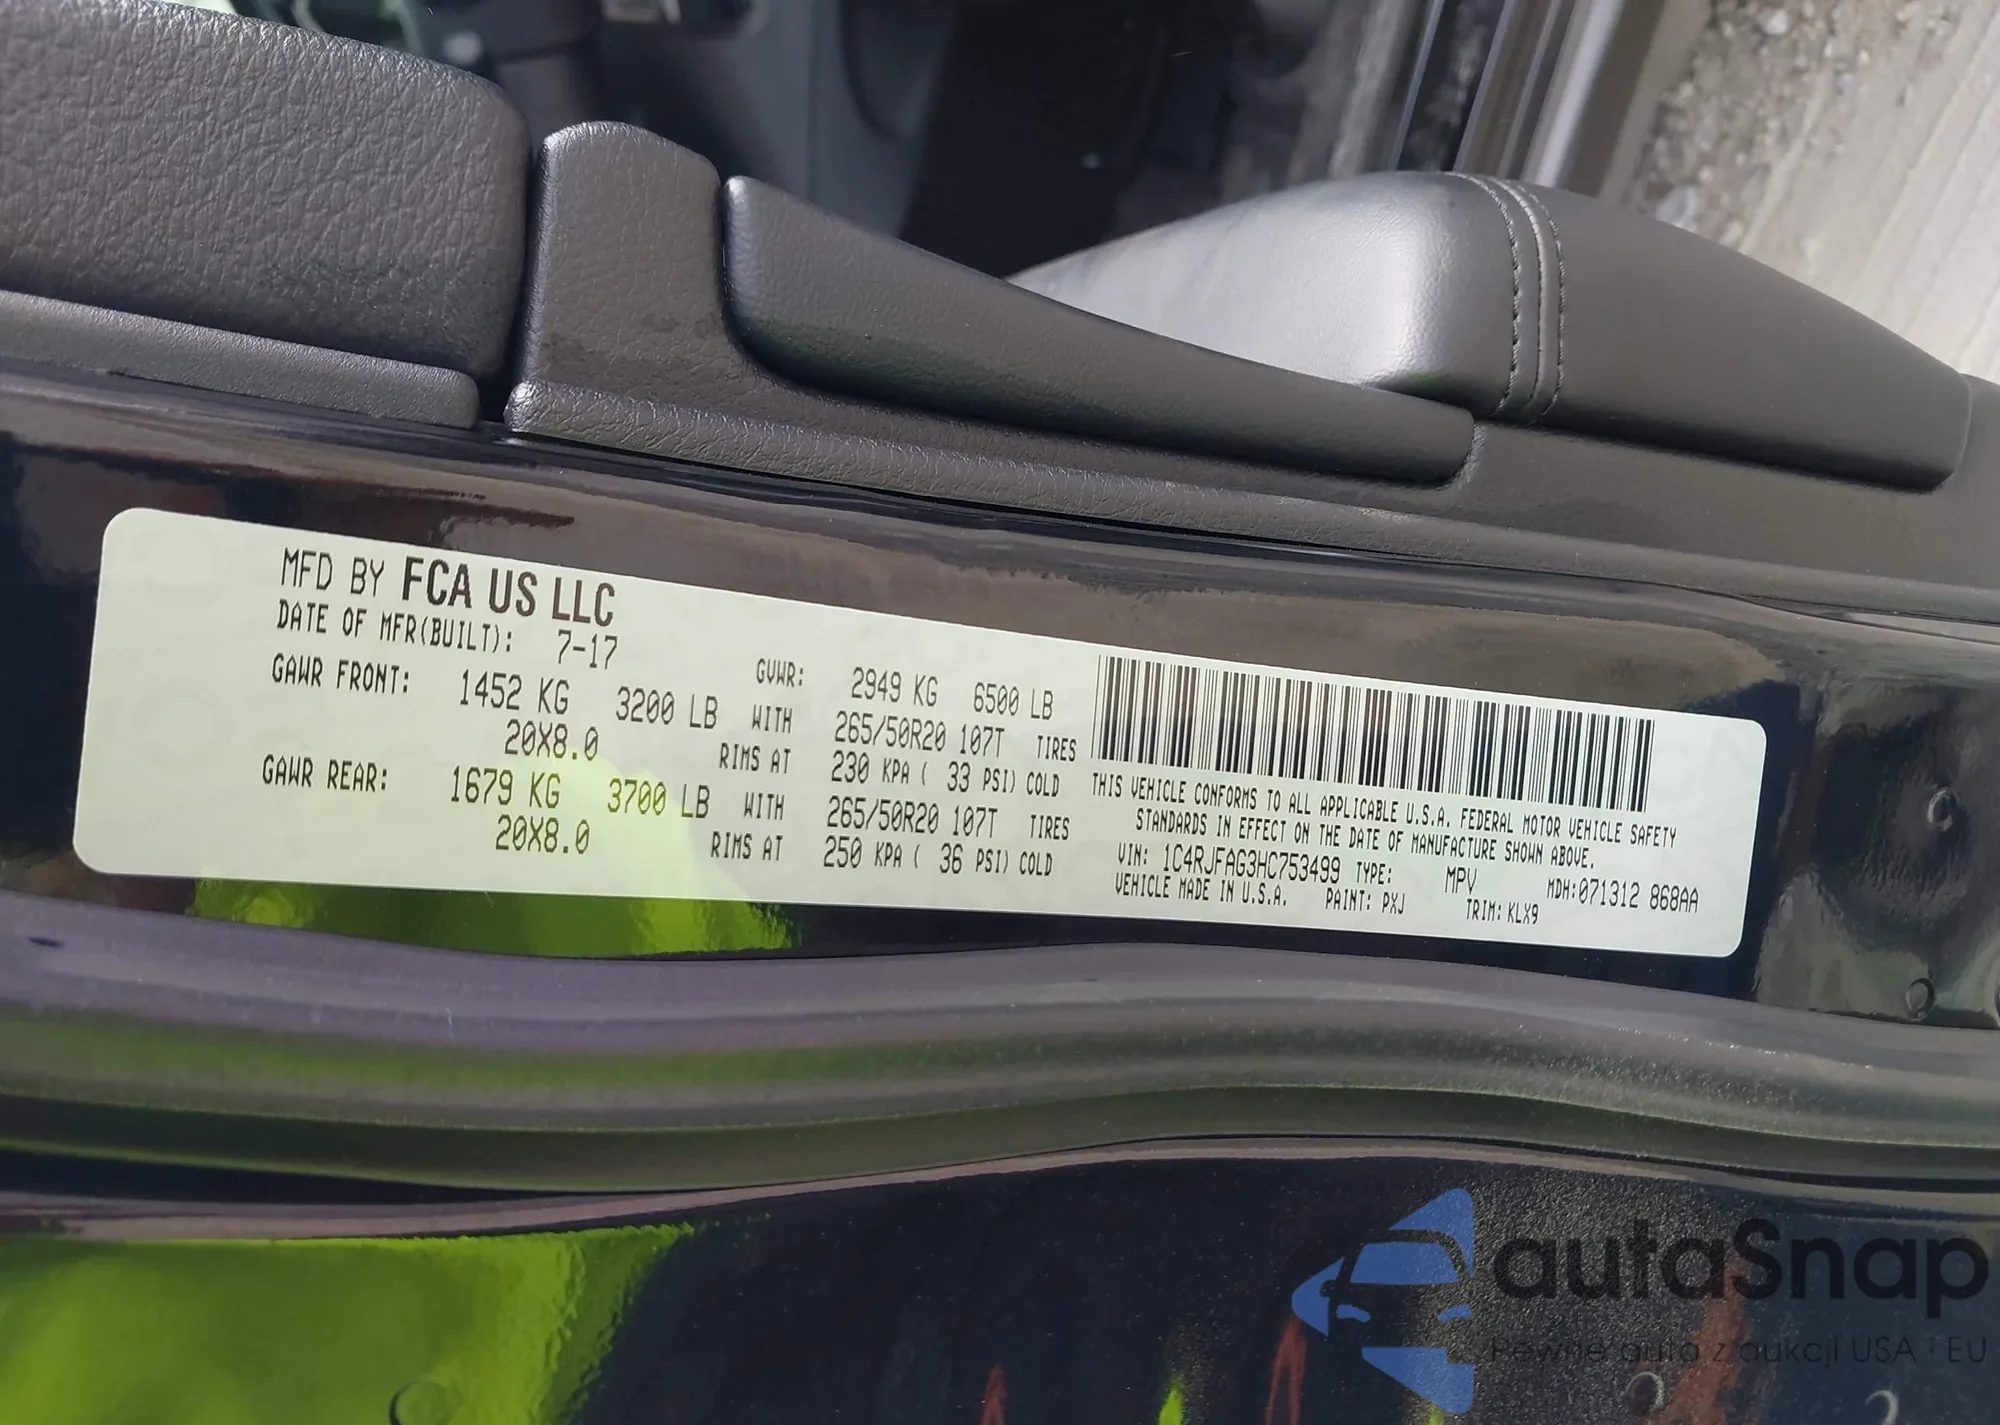 MFD BY FCA US LLC
DATE OF MFR(BUILT): 7-17 GVWR: 2949 KG 6500 LB
GAWR FRONT: 1452 KG 3200 LB WITH 265/50R20 107T TIRES
20X8.0 RIMS AT 230 KPA ( 33 PSI) COLD
GAWR REAR: 1679 KG 3700 LB WITH 265/50R20 107T TIRES
20X8.0 RIMS AT 250 KPA ( 36 PSI) COLD
THIS VEHICLE CONFORMS TO ALL APPLICABLE U.S.A. FEDERAL MOTOR VEHICLE SAFETY
STANDARDS IN EFFECT ON THE DATE OF MANUFACTURE SHOWN ABOVE.
VIN: 1C4RJFAG3HC753499 TYPE: MPV MDH:071312 868AA
VEHICLE MADE IN U.S.A. PAINT: PXJ TRIM: KLX9
autaSnap
Pewne auta z aukcji USA i EU